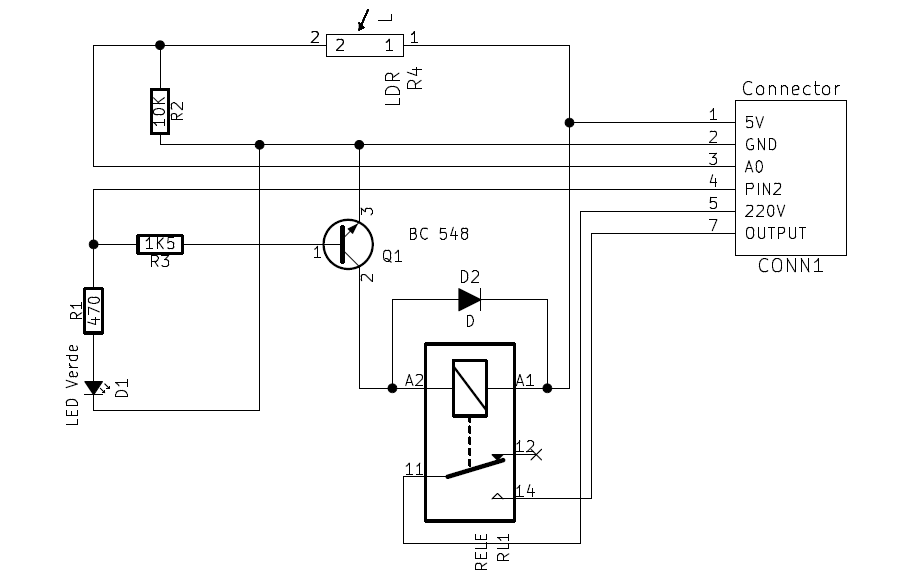 L
2 2 1 1
LDR
R4
10K
R2
Connector
1 5V
2 GND
3 A0
4 PIN2
5 220V
7 OUTPUT
CONN1
3
1K5
R3
1
BC 548
Q1
2
D2
D
R1
470
LED Verde
D1
A2 A1
12
11
14
RELE
RL1